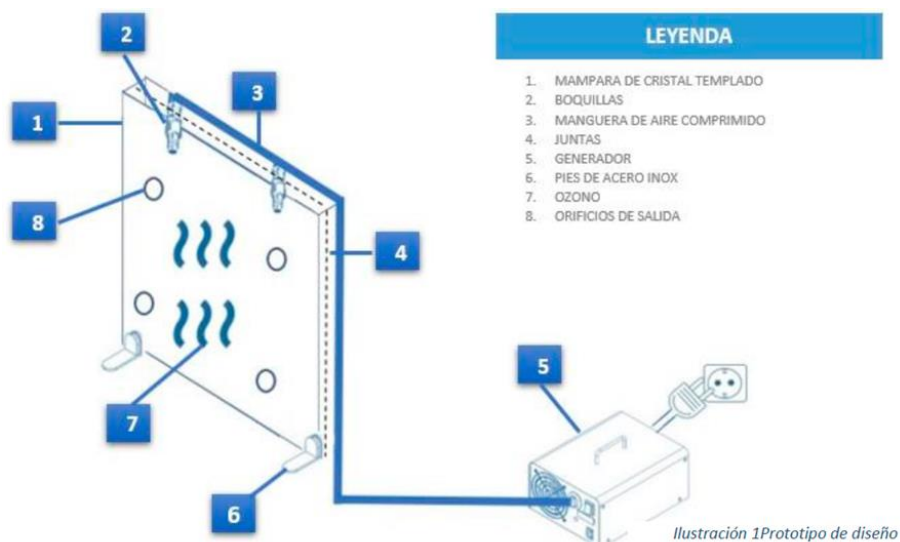 LEYENDA
1. MAMPARA DE CRISTAL TEMPLADO
2. BOQUILLAS
3. MANGUERA DE AIRE COMPRIMIDO
4. JUNTAS
5. GENERADOR
6. PIES DE ACERO INOX
7. OZONO
8. ORIFICIOS DE SALIDA
2
3
1
8
4
5
7
6
Ilustración 1Prototipo de diseño